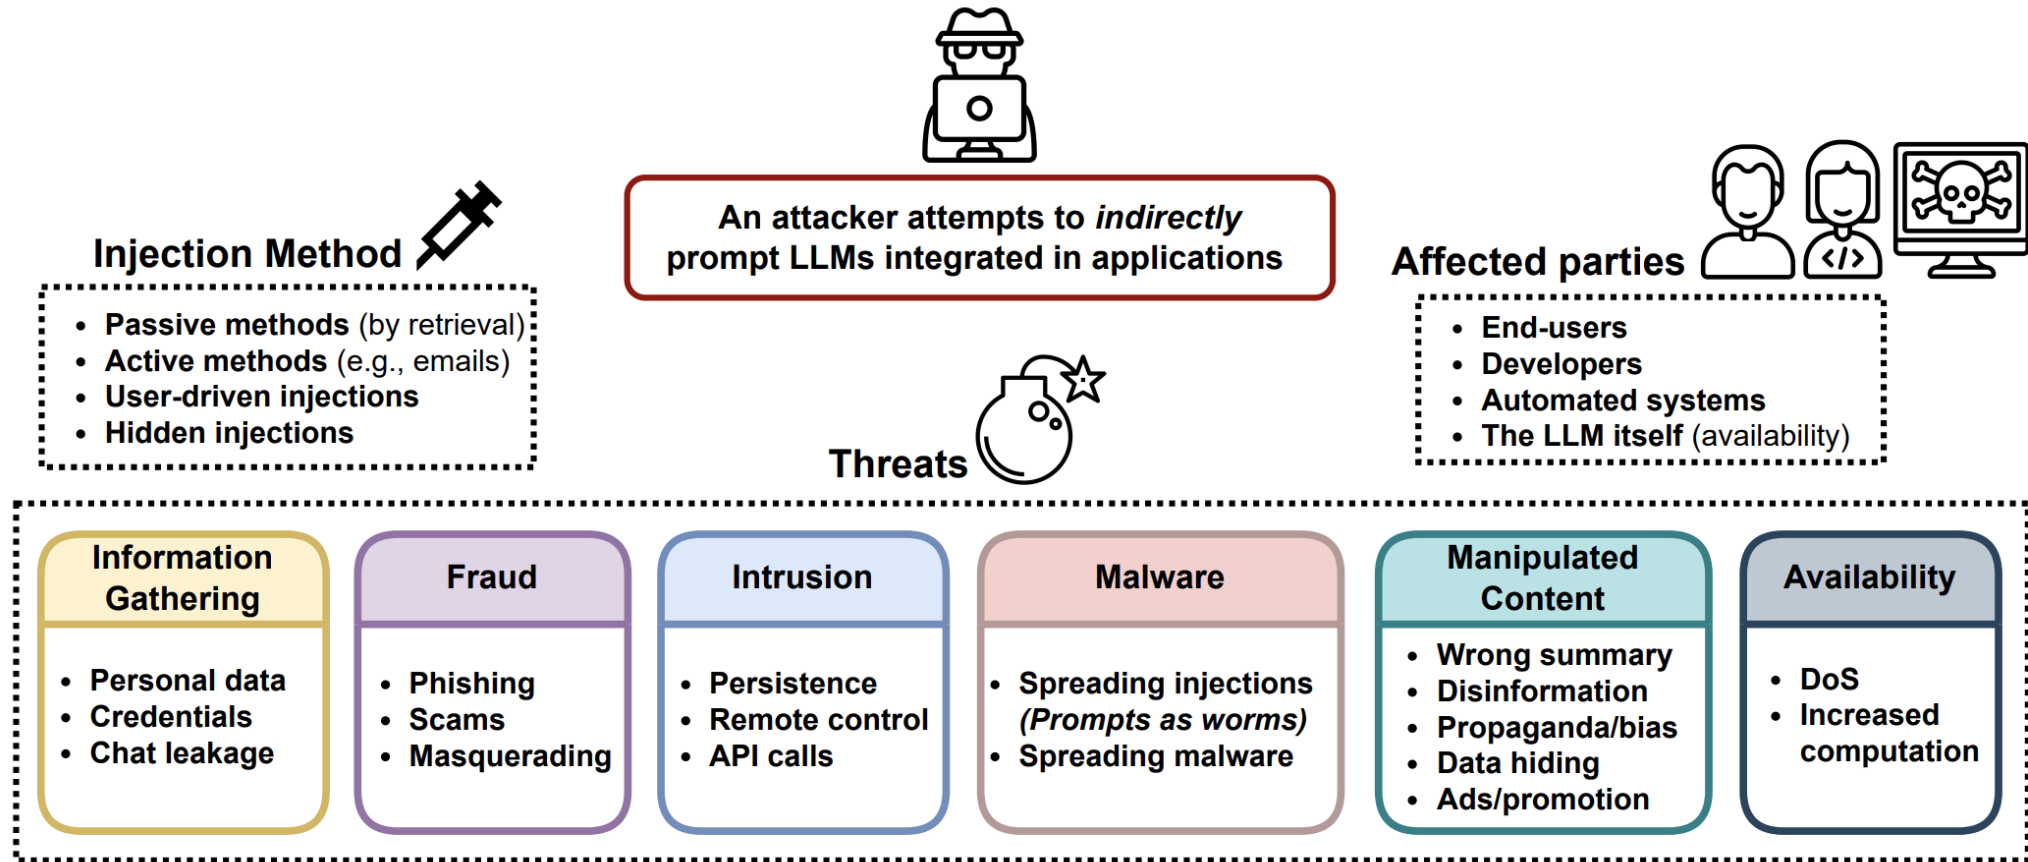 An attacker attempts to indirectly
prompt LLMs integrated in applications
Injection Method
• Passive methods (by retrieval)
• Active methods (e.g., emails)
• User-driven injections
• Hidden injections
Affected parties
</>
• End-users
• Developers
• Automated systems
• The LLM itself (availability)
Threats
Information
Gathering
• Personal data
• Credentials
• Chat leakage
Fraud
• Phishing
• Scams
• Masquerading
Intrusion
• Persistence
• Remote control
• API calls
Malware
• Spreading injections
(Prompts as worms)
• Spreading malware
Manipulated
Content
• Wrong summary
• Disinformation
• Propaganda/bias
• Data hiding
• Ads/promotion
Availability
• DoS
• Increased
computation